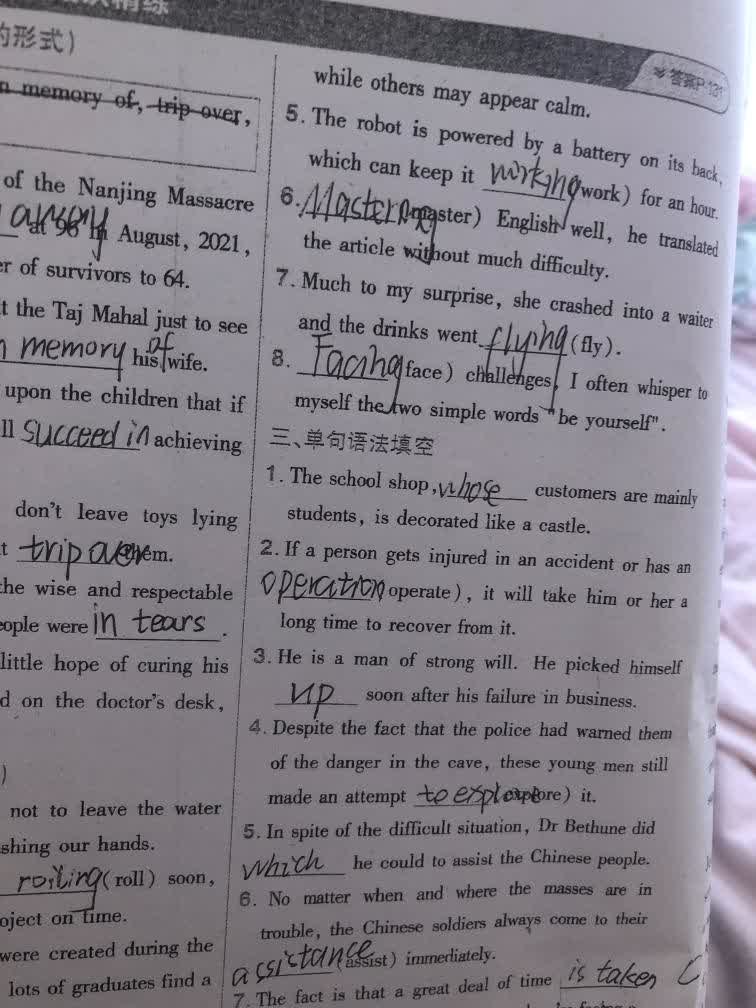 精练
的形式)
n memory of, trip over,
of the Nanjing Massacre
at 96 in August, 2021,
er of survivors to 64.
t the Taj Mahal just to see
n memory of his wife.
upon the children that if
ll succeed in achieving
don't leave toys lying
t trip over them.
the wise and respectable
eople were in tears.
little hope of curing his
d on the doctor's desk,
)
not to leave the water
shing our hands.
rolling (roll) soon,
oject on time.
were created during the
lots of graduates find a
答案P.131
while others may appear calm.
5. The robot is powered by a battery on its back,
which can keep it working (work) for an hour.
6. Mastering (master) English well, he translated
the article without much difficulty.
7. Much to my surprise, she crashed into a waiter
and the drinks went flying (fly).
8. Facing (face) challenges, I often whisper to
myself the two simple words "be yourself".
三、单句语法填空
1. The school shop, whose customers are mainly
students, is decorated like a castle.
2. If a person gets injured in an accident or has an
operation (operate), it will take him or her a
long time to recover from it.
3. He is a man of strong will. He picked himself
up soon after his failure in business.
4. Despite the fact that the police had warned them
of the danger in the cave, these young men still
made an attempt to explore (explore) it.
5. In spite of the difficult situation, Dr Bethune did
which he could to assist the Chinese people.
6. No matter when and where the masses are in
trouble, the Chinese soldiers always come to their
assictance (assist) immediately.
7. The fact is that a great deal of time is taken